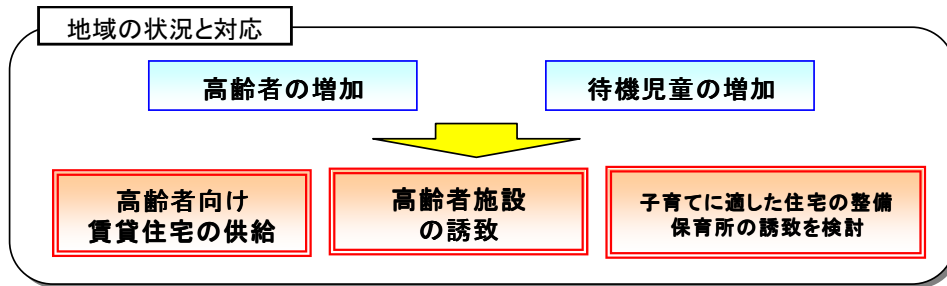 地域の状況と対応
高齢者の増加
待機児童の増加
高齢者向け
賃貸住宅の供給
高齢者施設
の誘致
子育てに適した住宅の整備
保育所の誘致を検討